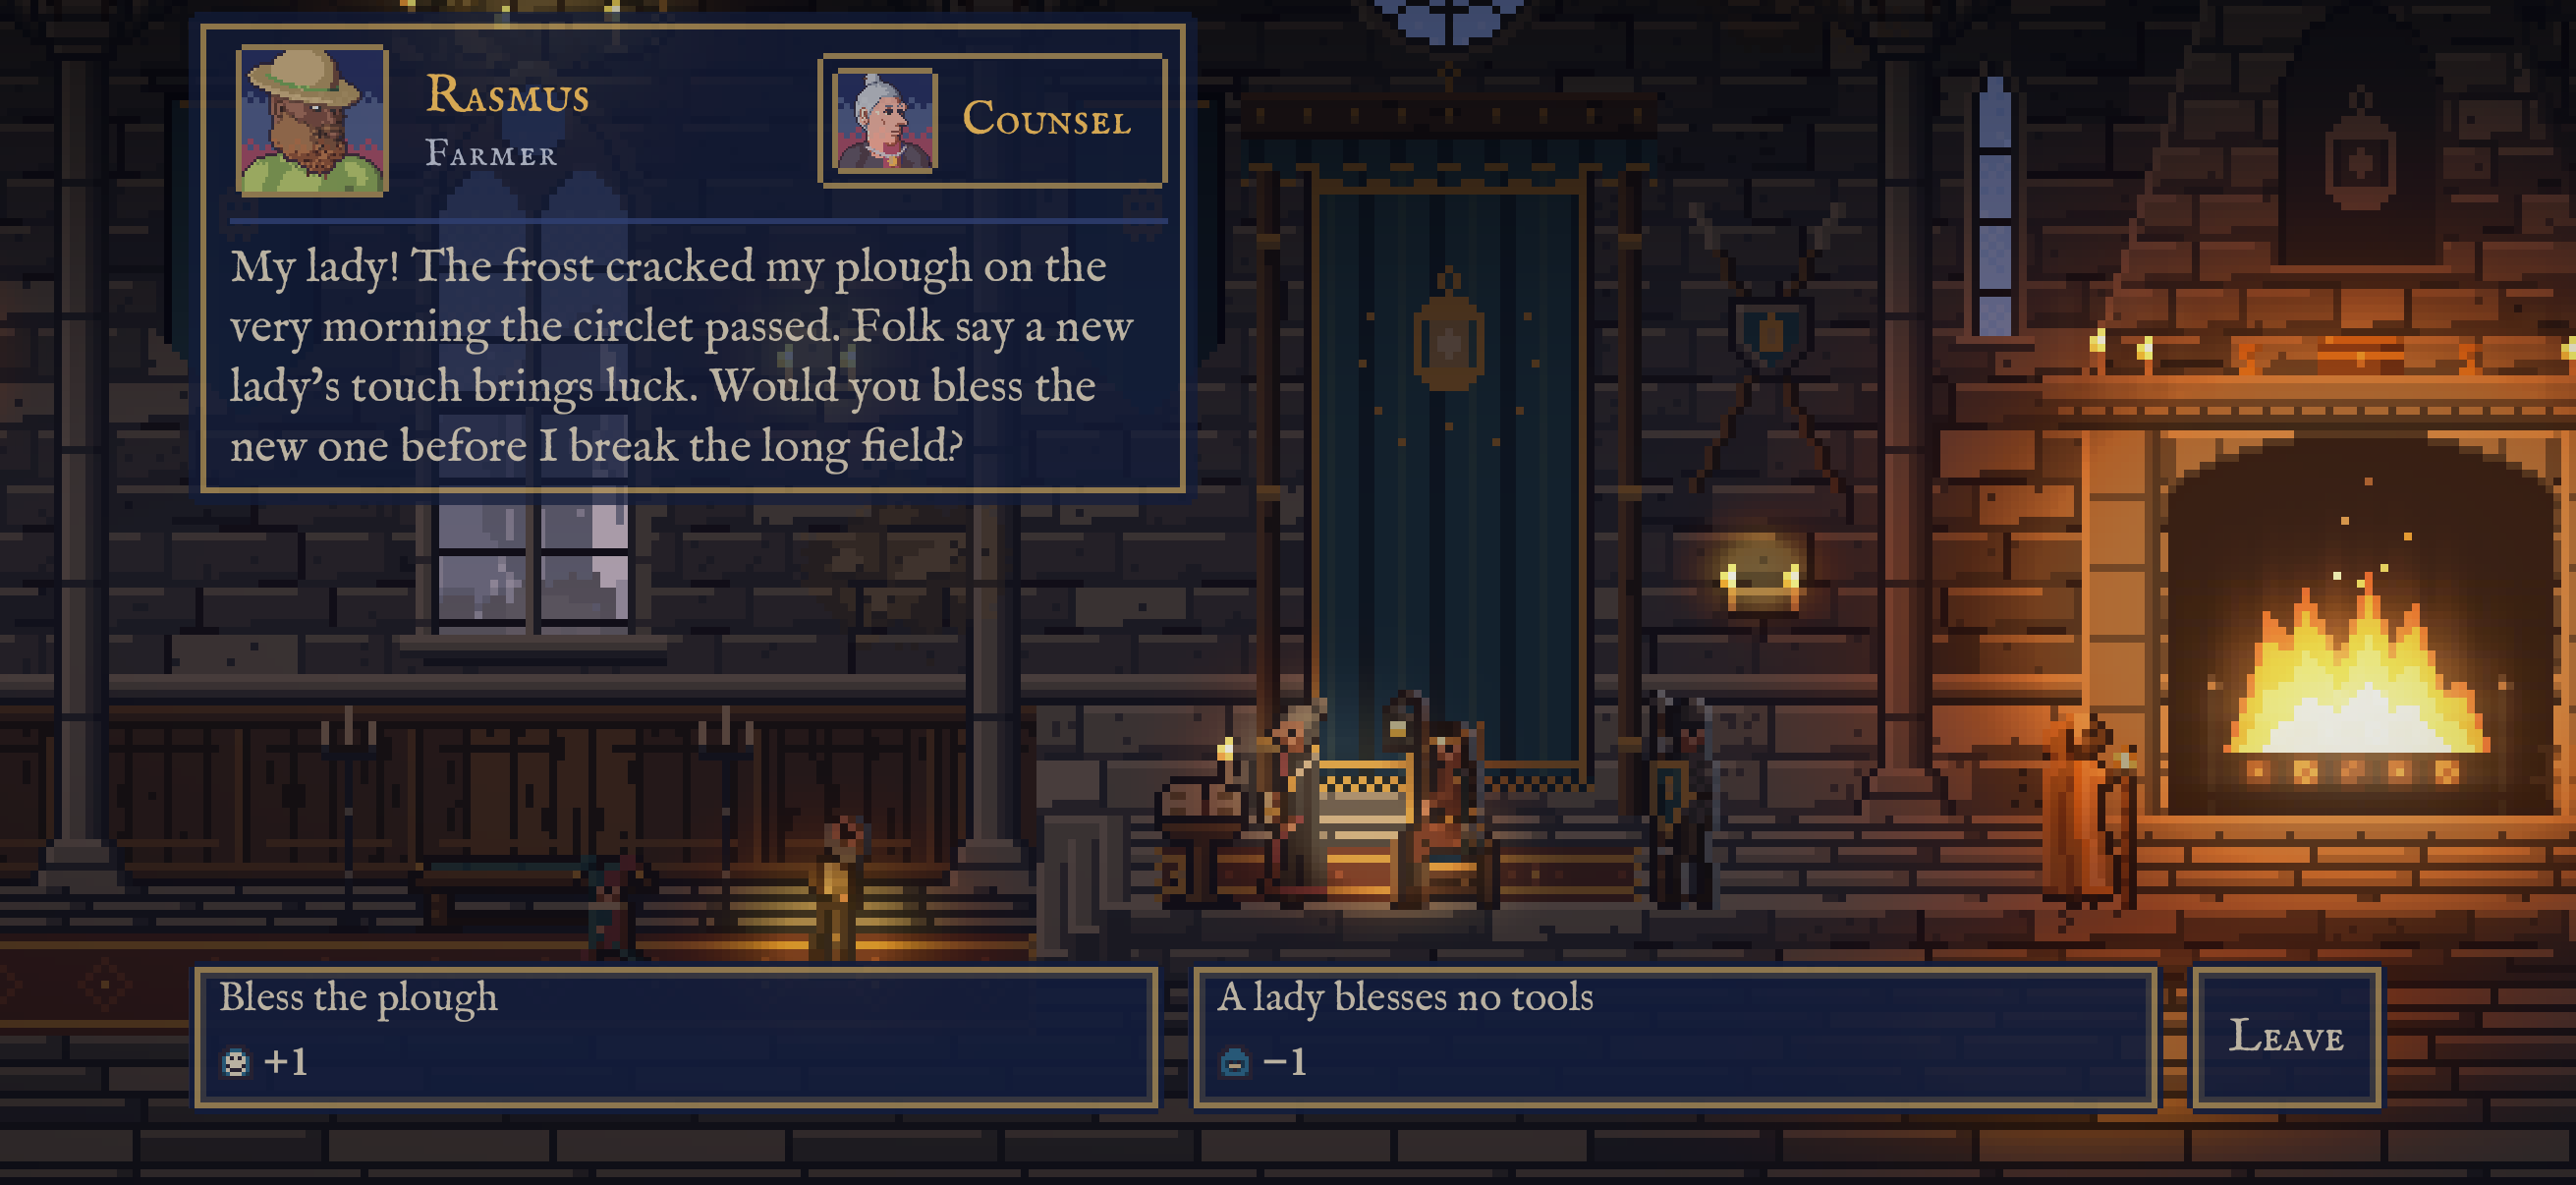 Rasmus
Farmer
Counsel
My lady! The frost cracked my plough on the
very morning the circlet passed. Folk say a new
lady's touch brings luck. Would you bless the
new one before I break the long field?
Bless the plough
+1
A lady blesses no tools
−1
Leave